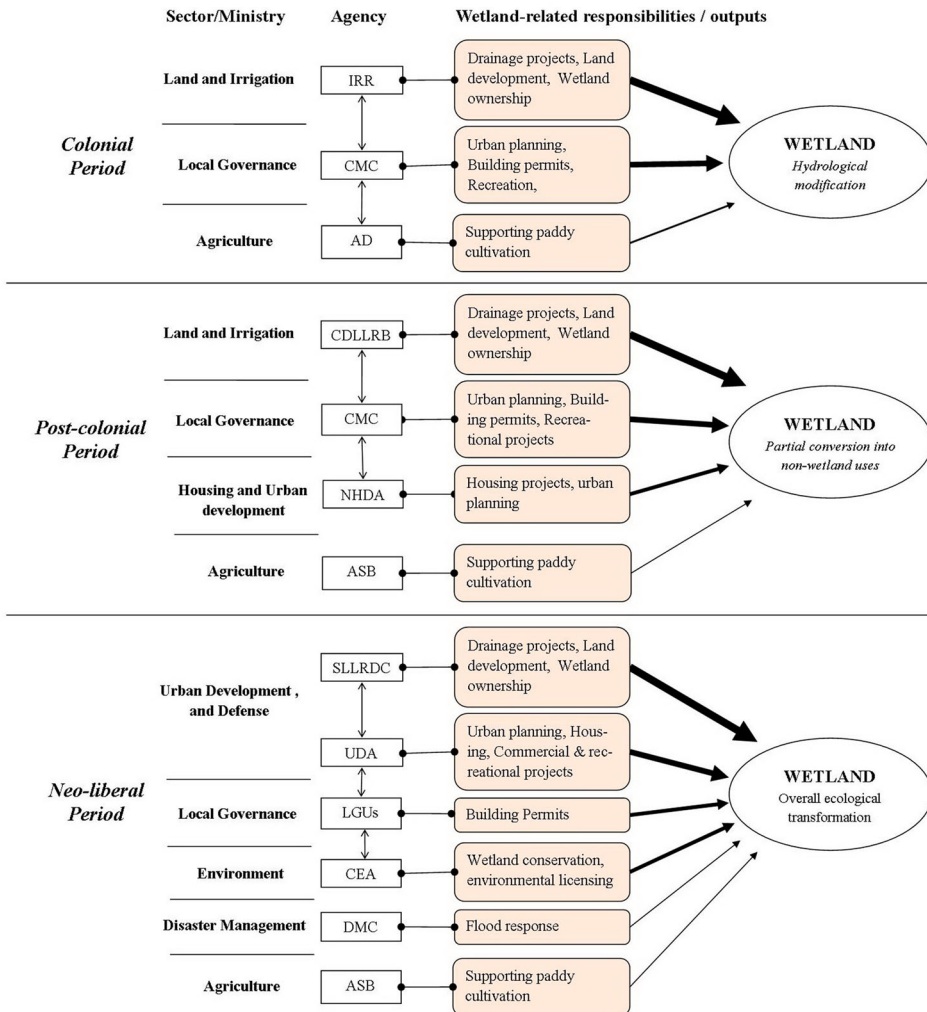 Sector/Ministry Agency Wetland-related responsibilities / outputs
Colonial
Period
Land and Irrigation
IRR
Drainage projects, Land
development, Wetland
ownership
Local Governance
CMC
Urban planning,
Building permits,
Recreation,
Agriculture
AD
Supporting paddy
cultivation
WETLAND
Hydrological
modification
Post-colonial
Period
Land and Irrigation
CDLLRB
Drainage projects, Land
development, Wetland
ownership
Local Governance
CMC
Urban planning, Build-
ing permits, Recrea-
tional projects
Housing and Urban
development
NHDA
Housing projects, urban
planning
Agriculture
ASB
Supporting paddy
cultivation
WETLAND
Partial conversion into
non-wetland uses
Neo-liberal
Period
Urban Development ,
and Defense
SLLRDC
Drainage projects, Land
development, Wetland
ownership
UDA
Urban planning, Hous-
ing, Commercial & rec-
reational projects
Local Governance
LGUs
Building Permits
Environment
CEA
Wetland conservation,
environmental licensing
Disaster Management
DMC
Flood response
Agriculture
ASB
Supporting paddy
cultivation
WETLAND
Overall ecological
transformation